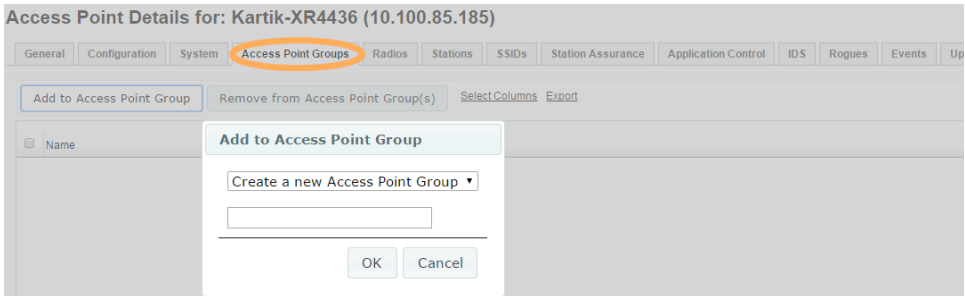 Access Point Details for: Kartik-XR4436 (10.100.85.185)
General Configuration System Access Point Groups Radios Stations SSIDs Station Assurance Application Control IDS Rogues Events Up
Add to Access Point Group Remove from Access Point Group(s) Select Columns Export
Name
Add to Access Point Group
Create a new Access Point Group
OK Cancel